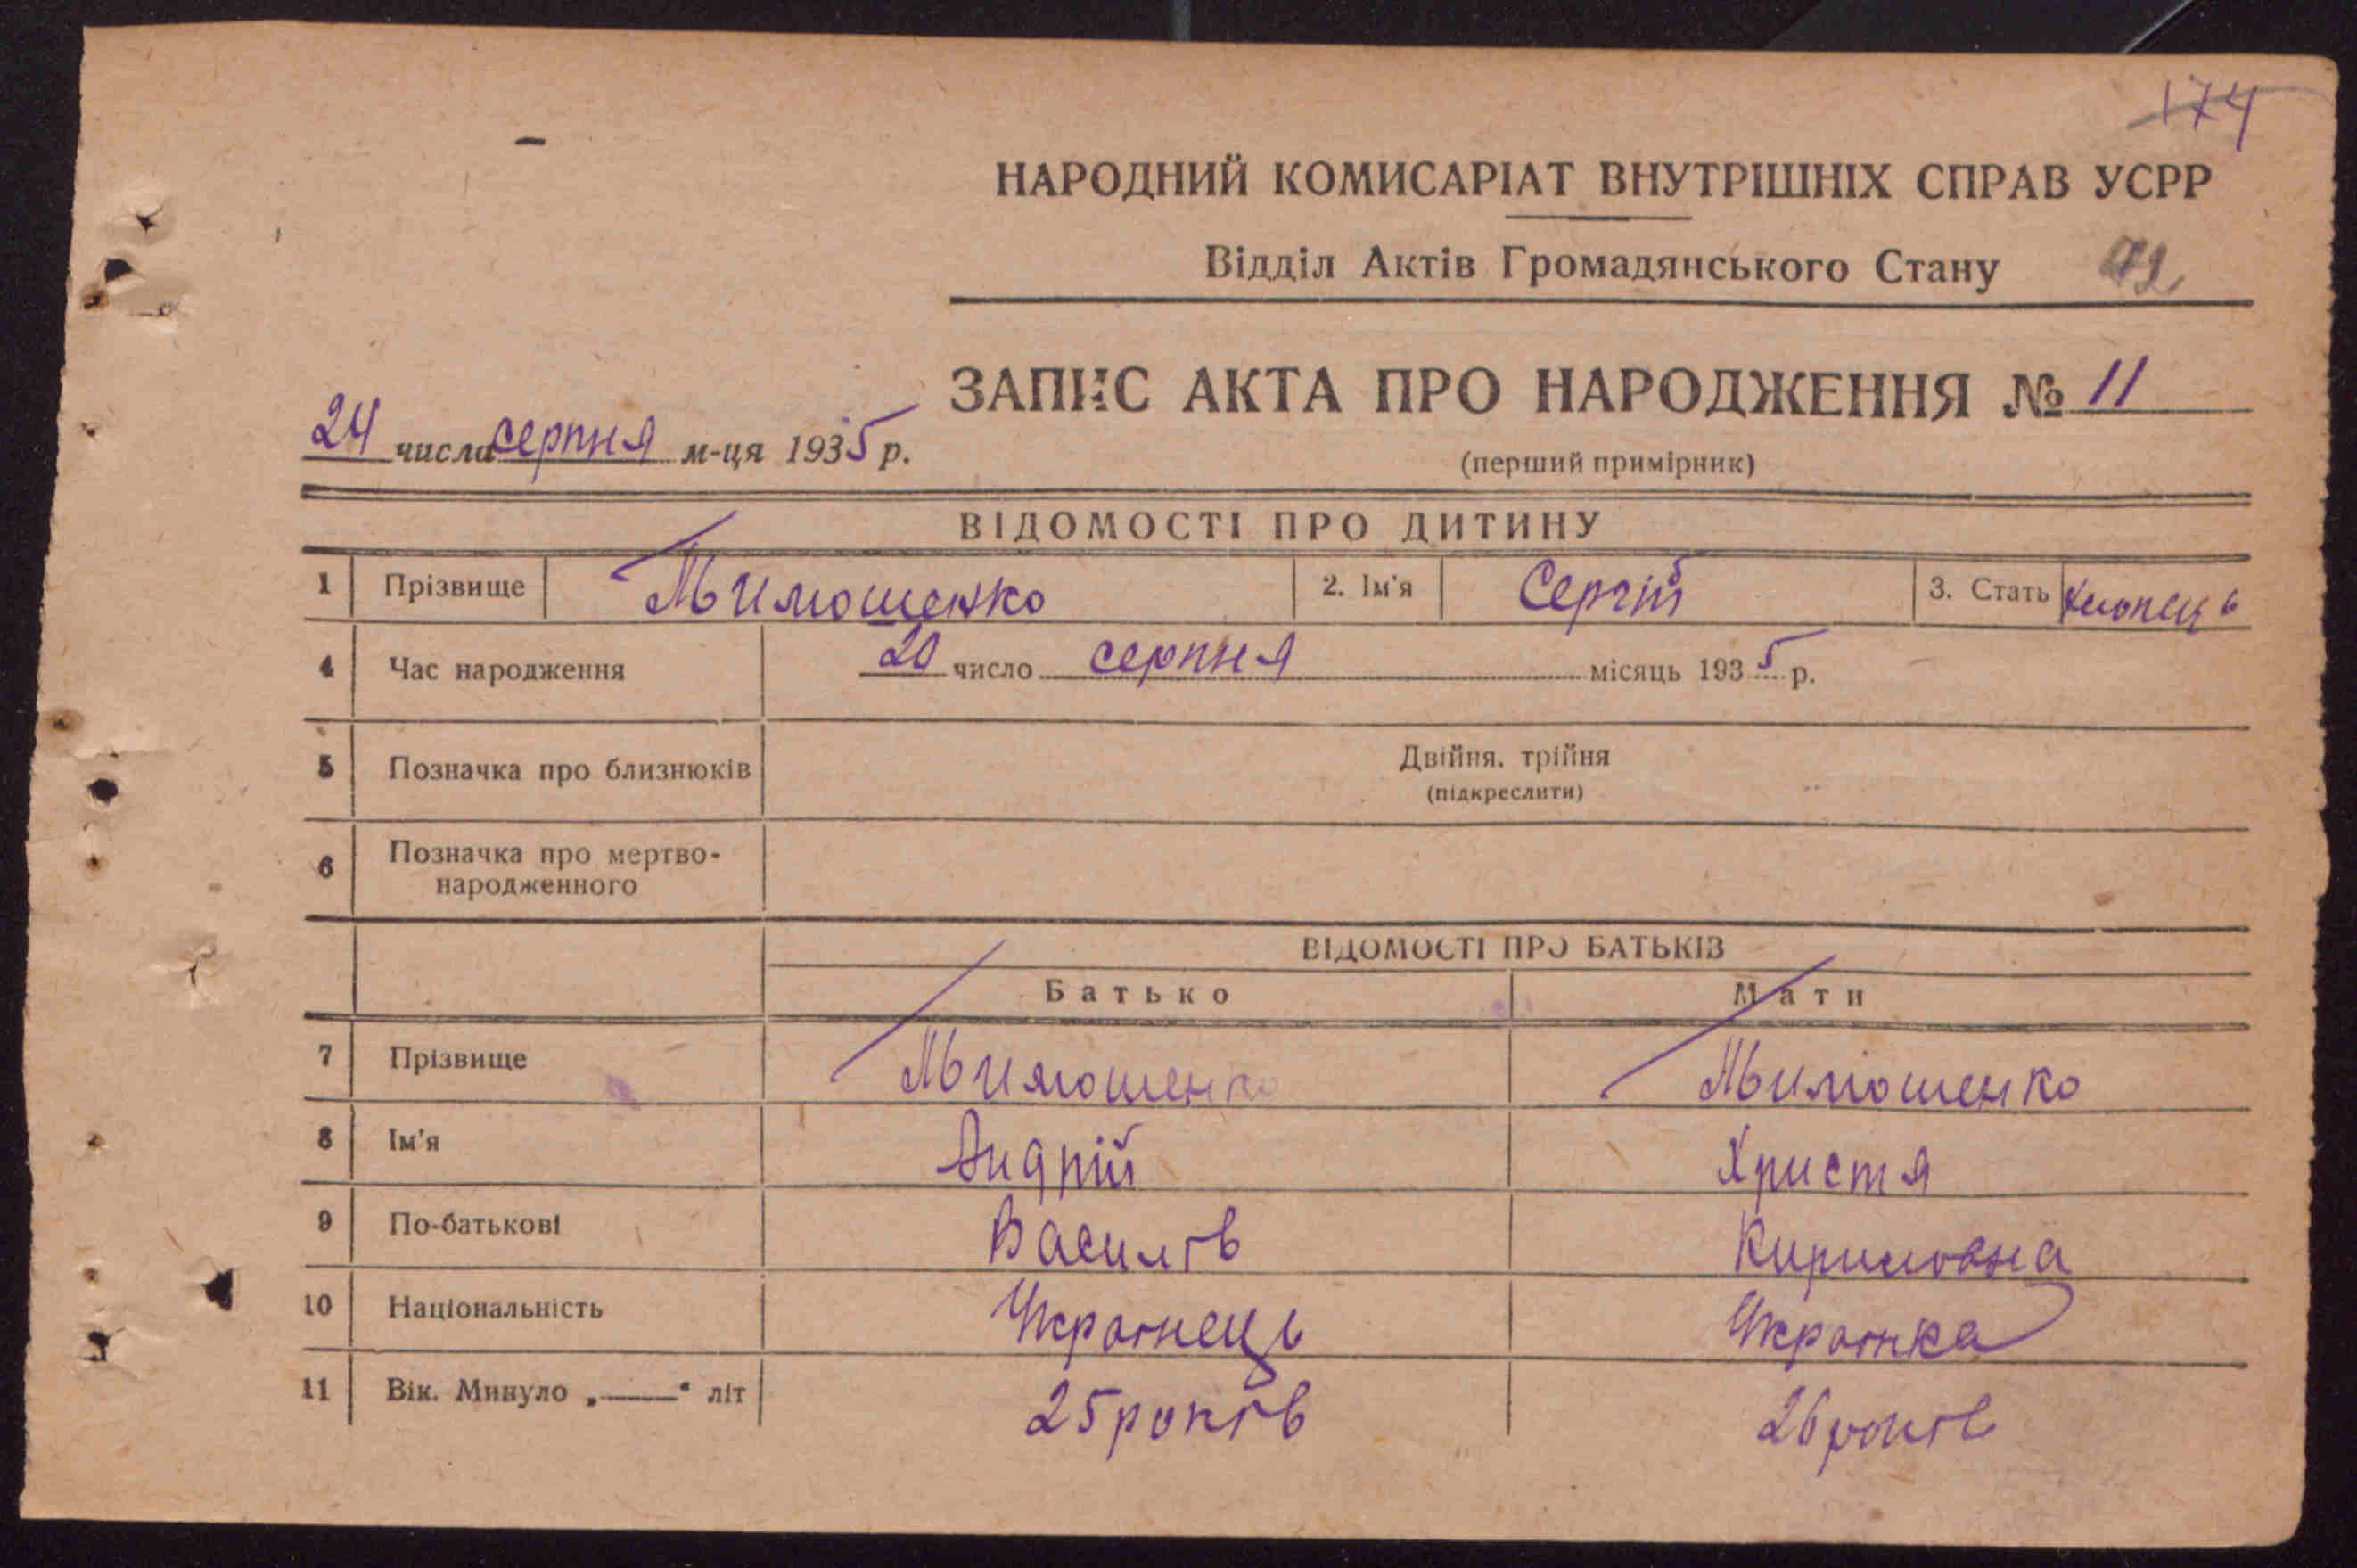 174
НАРОДНИЙ КОМИСАРІАТ ВНУТРІШНІХ СПРАВ УСРР
Відділ Актів Громадянського Стану
ЗАПИС АКТА ПРО НАРОДЖЕННЯ № 11
24 числа серпня м-ця 1935 р.
(перший примірник)
ВІДОМОСТІ ПРО ДИТИНУ
1 Прізвище Тимошенко 2. Ім'я Сергій 3. Стать хлопець
4 Час народження 20 число серпня місяць 1935 р.
5 Позначка про близнюків Двійня, трійня
(підкреслити)
6 Позначка про мертво-
народженного
ВІДОМОСТІ ПРО БАТЬКІВ
Батько Мати
7 Прізвище Тимошенко Тимошенко
8 Ім'я Андрій Христя
9 По-батькові Василів Кириловна
10 Національність Українець Українка
11 Вік. Минуло „——“ літ 25 років 26 років